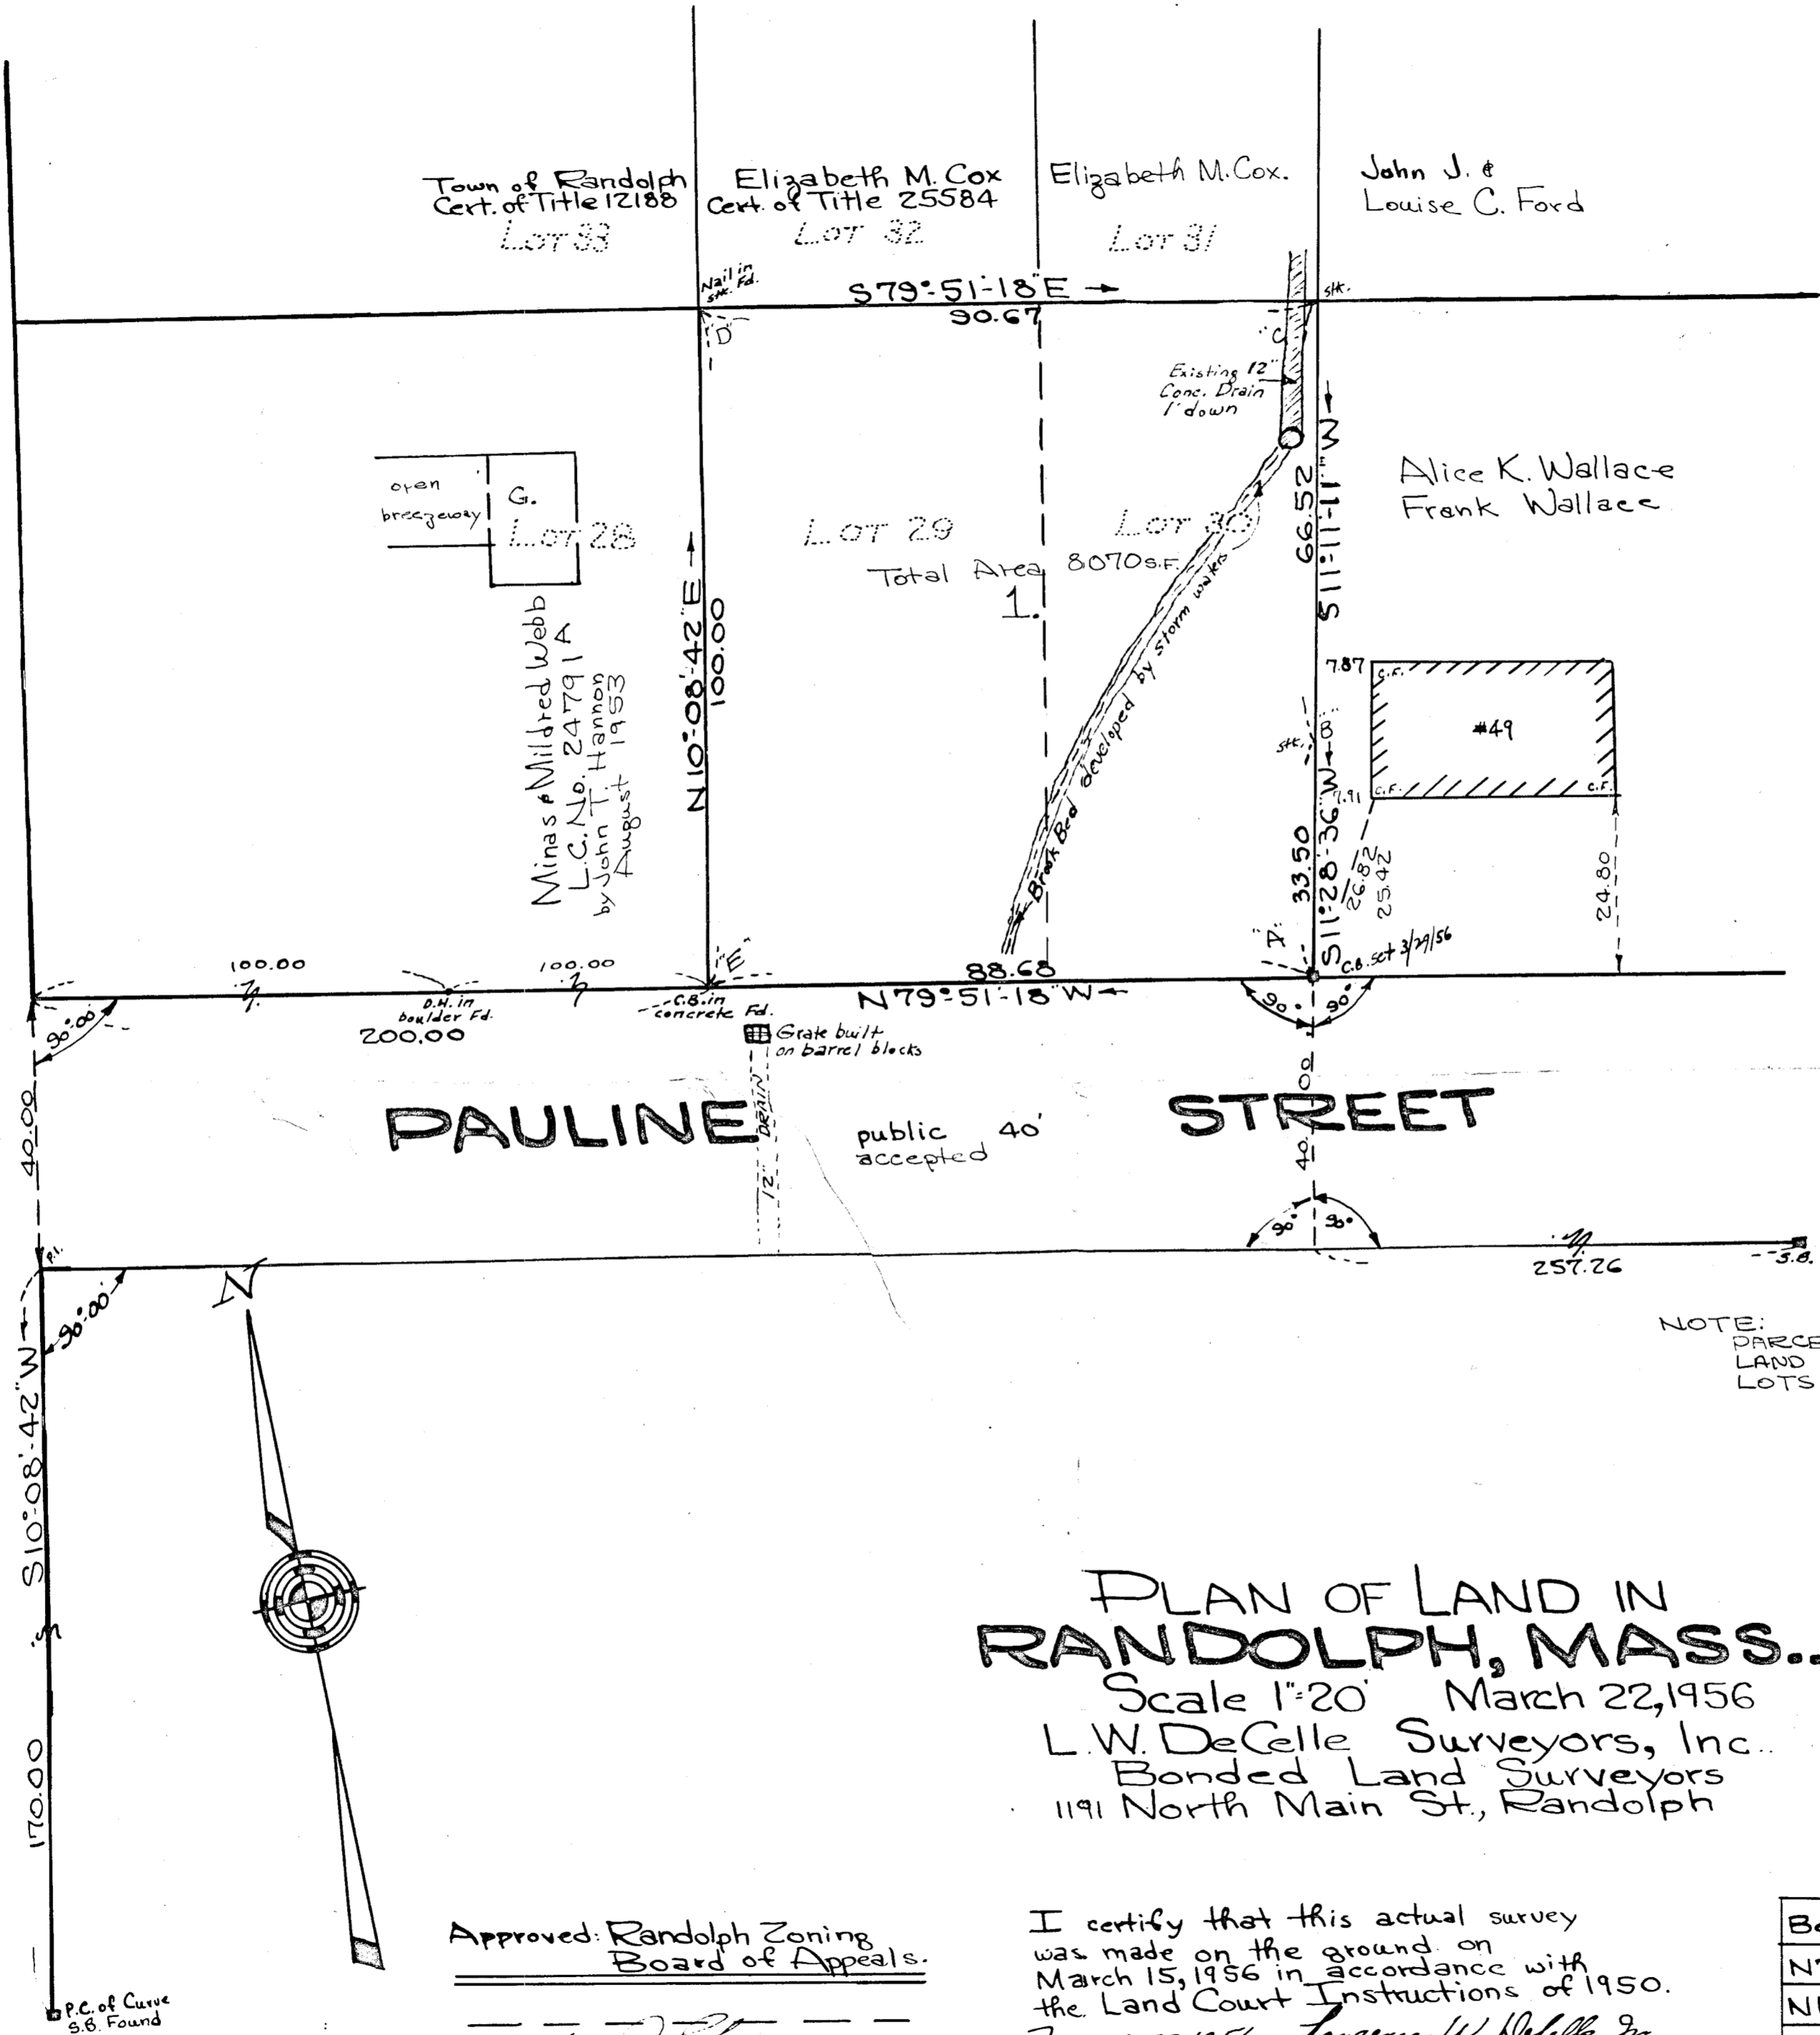 Town of Randolph
Cert. of Title 12188
LOT 33
Elizabeth M. Cox
Cert. of Title 25584
LOT 32
Elizabeth M. Cox.
LOT 31
John J. &
Louise C. Ford
Nail in
stk. Fd.
S79°-51'-18"E
90.67
stk.
"D"
"C"
Existing 12"
Conc. Drain
1' down
open
breezeway
G.
LOT 28
LOT 29
LOT 30
Total Area 8070 S.F.
1.
N10°-08'-42"E
100.00
66.52
S11°-11'-11"W
Alice K. Wallace
Frank Wallace
Minas & Mildred Webb
L.C. No. 24791 A
by John T. Hannon
August 1953
Brook Bed developed by storm waters
7.87
C.F.
#49
stk.
"B"
7.91
C.F.
C.F.
33.50
S11°-28'-36"W
26.82
25.42
24.80
"A"
C.B. set 3/29/56
"E"
100.00
100.00
88.68
N79°-51'-18"W
90°
90°
D.H. in
boulder Fd.
C.B. in
concrete Fd.
200.00
90°-00'
Grate built
on barrel blocks
12" DRAIN
40.00
PAULINE STREET
public 40'
accepted
40.00
90°
90°
P.I.
257.26
S.B.
90°-00'
N
NOTE:
PARCE
LAND
LOTS
S10°-08'-42"W
170.00
P.C. of Curve
S.B. Found
PLAN OF LAND IN
RANDOLPH, MASS..
Scale 1"=20' March 22, 1956
L.W. DeCelle Surveyors, Inc..
Bonded Land Surveyors
1191 North Main St., Randolph
Approved: Randolph Zoning
Board of Appeals.
I certify that this actual survey
was made on the ground on
March 15, 1956 in accordance with
the Land Court Instructions of 1950.